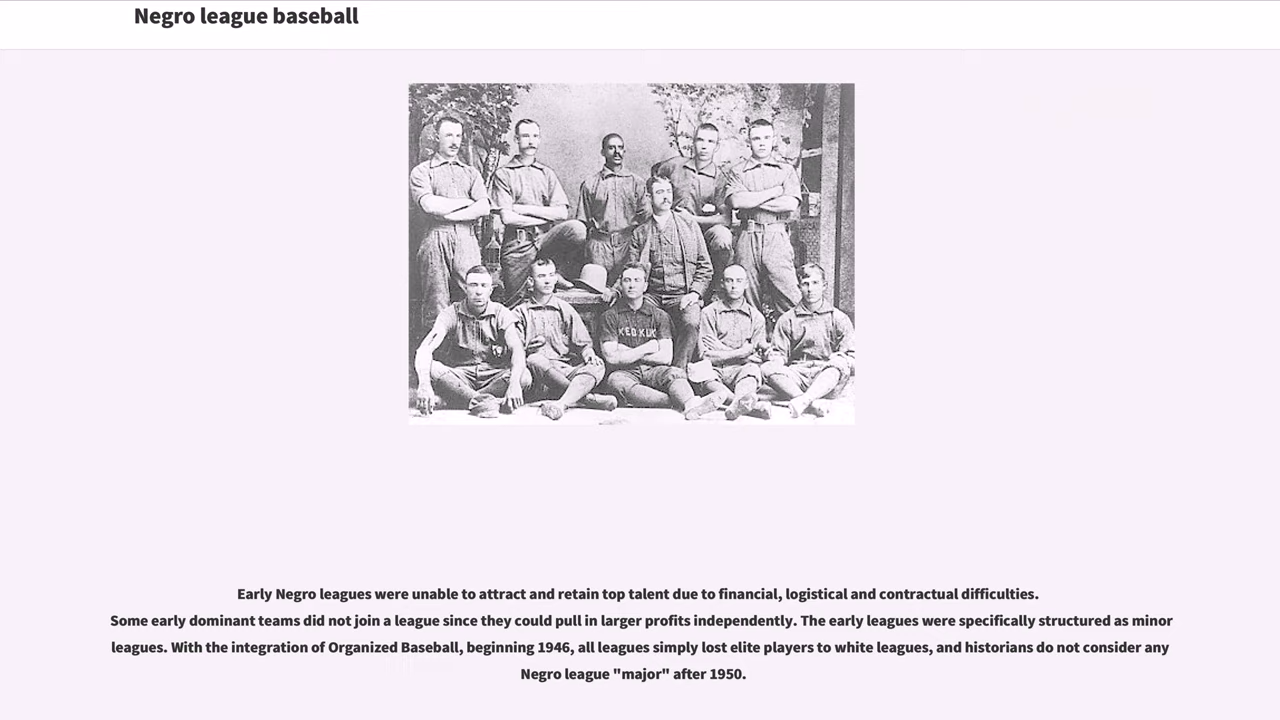 Negro league baseball
KEOKUK
Early Negro leagues were unable to attract and retain top talent due to financial, logistical and contractual difficulties.
Some early dominant teams did not join a league since they could pull in larger profits independently. The early leagues were specifically structured as minor
leagues. With the integration of Organized Baseball, beginning 1946, all leagues simply lost elite players to white leagues, and historians do not consider any
Negro league "major" after 1950.